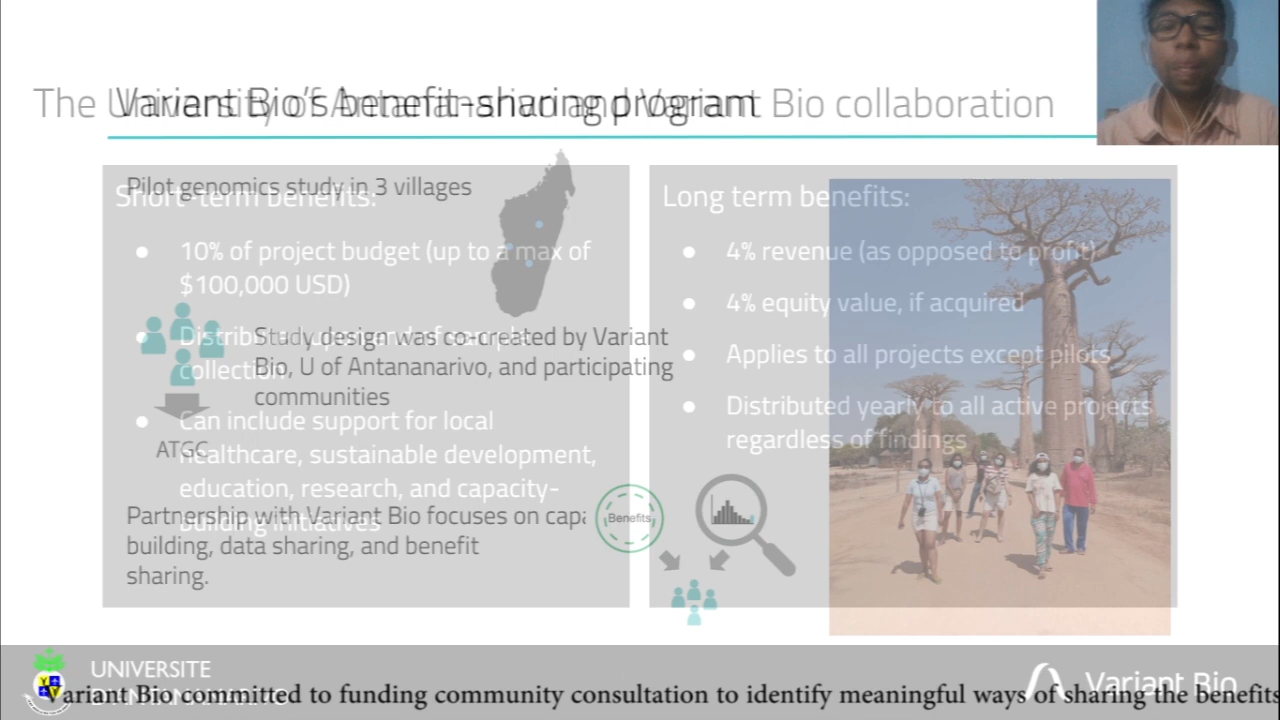 The University of Antananarivo and Variant Bio collaboration
Variant Bio's benefit-sharing program
Pilot genomics study in 3 villages
Study design was co-created by Variant
Bio, U of Antananarivo, and participating
communities
ATGC
Partnership with Variant Bio focuses on
building, data sharing, and benefit
sharing.
Benefits
Short-term benefits:
10% of project budget (up to a max of
$100,000 USD)
collection
Can include support for local
healthcare, sustainable development,
education, research, and capacity-
building initiatives
Long term benefits:
4% revenue (as opposed to profit)
4% equity value, if acquired
Applies to all projects except pilots
Distributed yearly to all active projects
regardless of findings
UNIVERSITE
Variant Bio
Variant Bio committed to funding community consultation to identify meaningful ways of sharing the benefits